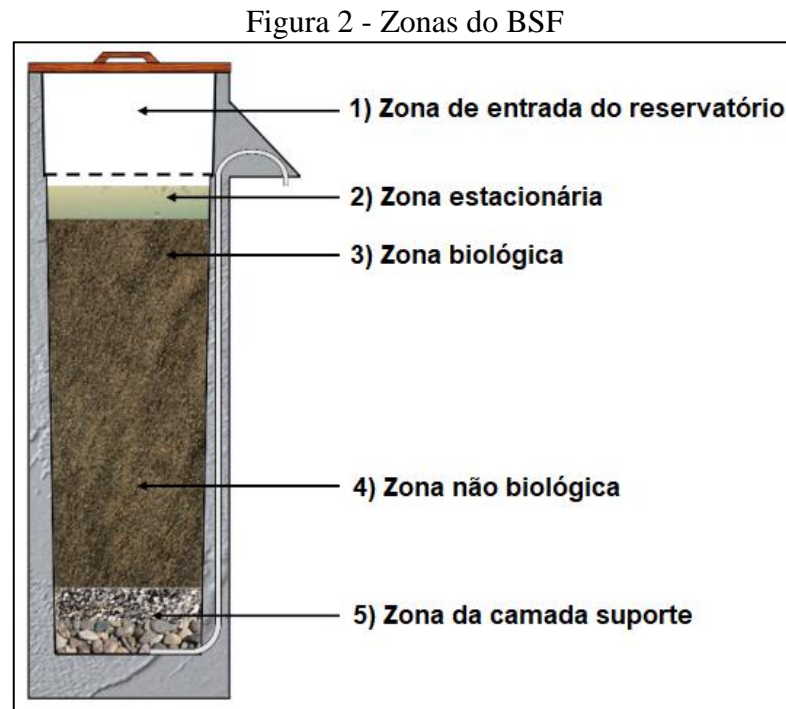 Figura 2 - Zonas do BSF
1) Zona de entrada do reservatório
2) Zona estacionária
3) Zona biológica
4) Zona não biológica
5) Zona da camada suporte